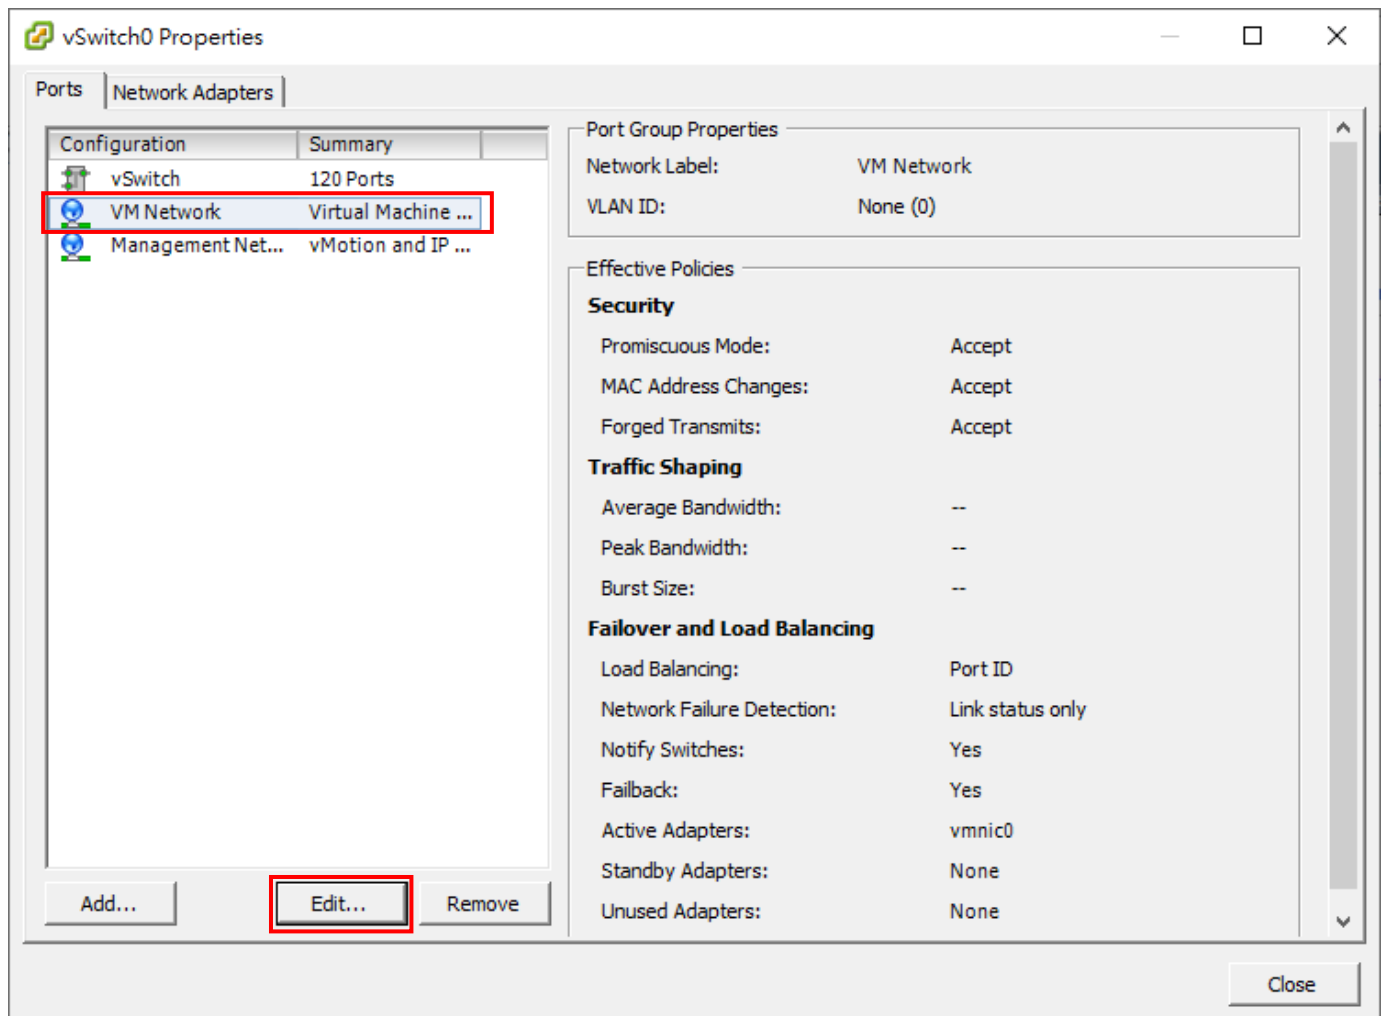 vSwitch0 Properties
Ports Network Adapters
Configuration Summary
vSwitch 120 Ports
VM Network Virtual Machine ...
Management Net... vMotion and IP ...
Add... Edit... Remove
Port Group Properties
Network Label: VM Network
VLAN ID: None (0)
Effective Policies
Security
Promiscuous Mode: Accept
MAC Address Changes: Accept
Forged Transmits: Accept
Traffic Shaping
Average Bandwidth: --
Peak Bandwidth: --
Burst Size: --
Failover and Load Balancing
Load Balancing: Port ID
Network Failure Detection: Link status only
Notify Switches: Yes
Failback: Yes
Active Adapters: vmnic0
Standby Adapters: None
Unused Adapters: None
Close